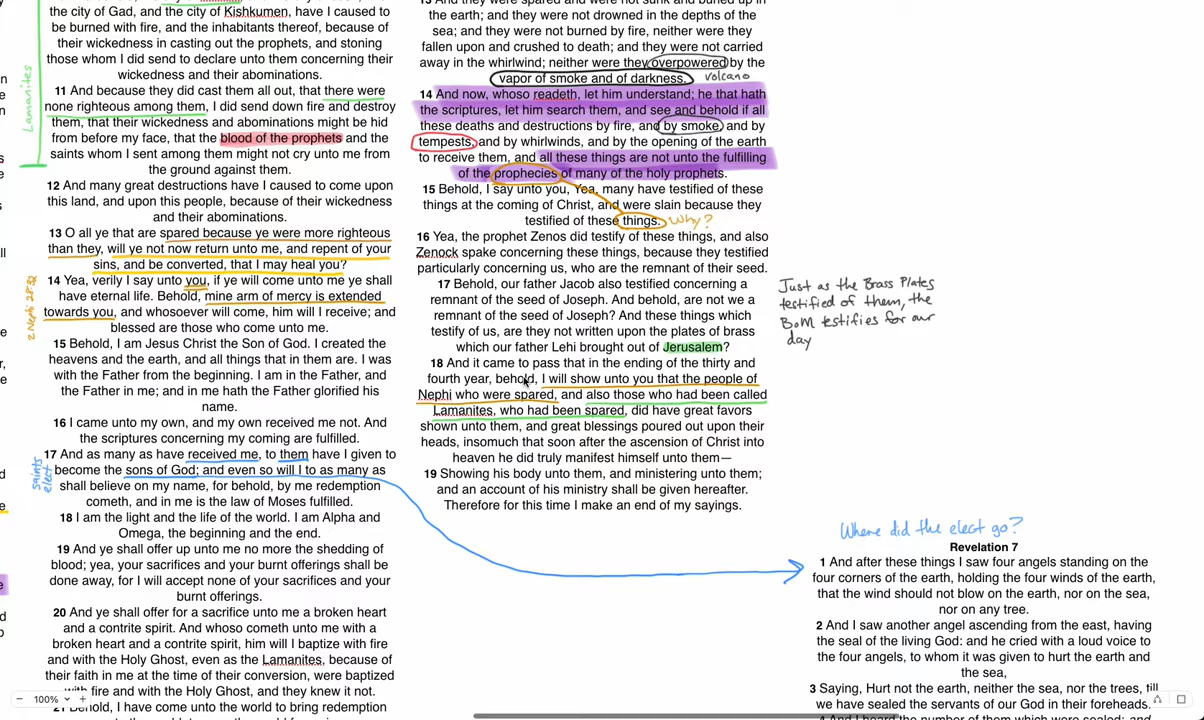 the city of Gad, and the city of Kishkumen, have I caused to
be burned with fire, and the inhabitants thereof, because of
their wickedness in casting out the prophets, and stoning
those whom I did send to declare unto them concerning their
wickedness and their abominations.
11 And because they did cast them all out, that there were
none righteous among them, I did send down fire and destroy
them, that their wickedness and abominations might be hid
from before my face, that the blood of the prophets and the
saints whom I sent among them might not cry unto me from
the ground against them.
12 And many great destructions have I caused to come upon
this land, and upon this people, because of their wickedness
and their abominations.
13 O all ye that are spared because ye were more righteous
than they, will ye not now return unto me, and repent of your
sins, and be converted, that I may heal you?
14 Yea, verily I say unto you, if ye will come unto me ye shall
have eternal life. Behold, mine arm of mercy is extended
towards you, and whosoever will come, him will I receive; and
blessed are those who come unto me.
15 Behold, I am Jesus Christ the Son of God. I created the
heavens and the earth, and all things that in them are. I was
with the Father from the beginning. I am in the Father, and
the Father in me; and in me hath the Father glorified his
name.
16 I came unto my own, and my own received me not. And
the scriptures concerning my coming are fulfilled.
17 And as many as have received me, to them have I given to
become the sons of God; and even so will I to as many as
shall believe on my name, for behold, by me redemption
cometh, and in me is the law of Moses fulfilled.
18 I am the light and the life of the world. I am Alpha and
Omega, the beginning and the end.
19 And ye shall offer up unto me no more the shedding of
blood; yea, your sacrifices and your burnt offerings shall be
done away, for I will accept none of your sacrifices and your
burnt offerings.
20 And ye shall offer for a sacrifice unto me a broken heart
and a contrite spirit. And whoso cometh unto me with a
broken heart and a contrite spirit, him will I baptize with fire
and with the Holy Ghost, even as the Lamanites, because of
their faith in me at the time of their conversion, were baptized
with fire and with the Holy Ghost, and they knew it not.
21 Behold, I have come unto the world to bring redemption
Lamanites
2 Nephi 28:32
saints
elect
100%
13 And they were spared and were not sunk and buried up in
the earth; and they were not drowned in the depths of the
sea; and they were not burned by fire, neither were they
fallen upon and crushed to death; and they were not carried
away in the whirlwind; neither were they overpowered by the
vapor of smoke and of darkness.
volcano
14 And now, whoso readeth, let him understand; he that hath
the scriptures, let him search them, and see and behold if all
these deaths and destructions by fire, and by smoke, and by
tempests, and by whirlwinds, and by the opening of the earth
to receive them, and all these things are not unto the fulfilling
of the prophecies of many of the holy prophets.
15 Behold, I say unto you, Yea, many have testified of these
things at the coming of Christ, and were slain because they
testified of these things.
Why?
16 Yea, the prophet Zenos did testify of these things, and also
Zenock spake concerning these things, because they testified
particularly concerning us, who are the remnant of their seed.
17 Behold, our father Jacob also testified concerning a
remnant of the seed of Joseph. And behold, are not we a
remnant of the seed of Joseph? And these things which
testify of us, are they not written upon the plates of brass
which our father Lehi brought out of Jerusalem?
18 And it came to pass that in the ending of the thirty and
fourth year, behold, I will show unto you that the people of
Nephi who were spared, and also those who had been called
Lamanites, who had been spared, did have great favors
shown unto them, and great blessings poured out upon their
heads, insomuch that soon after the ascension of Christ into
heaven he did truly manifest himself unto them—
19 Showing his body unto them, and ministering unto them;
and an account of his ministry shall be given hereafter.
Therefore for this time I make an end of my sayings.
Just as the Brass Plates
testified of them, the
BoM testifies for our
day
Where did the elect go?
Revelation 7
1 And after these things I saw four angels standing on the
four corners of the earth, holding the four winds of the earth,
that the wind should not blow on the earth, nor on the sea,
nor on any tree.
2 And I saw another angel ascending from the east, having
the seal of the living God: and he cried with a loud voice to
the four angels, to whom it was given to hurt the earth and
the sea,
3 Saying, Hurt not the earth, neither the sea, nor the trees, till
we have sealed the servants of our God in their foreheads.
4 And I heard the number of them which were sealed: and